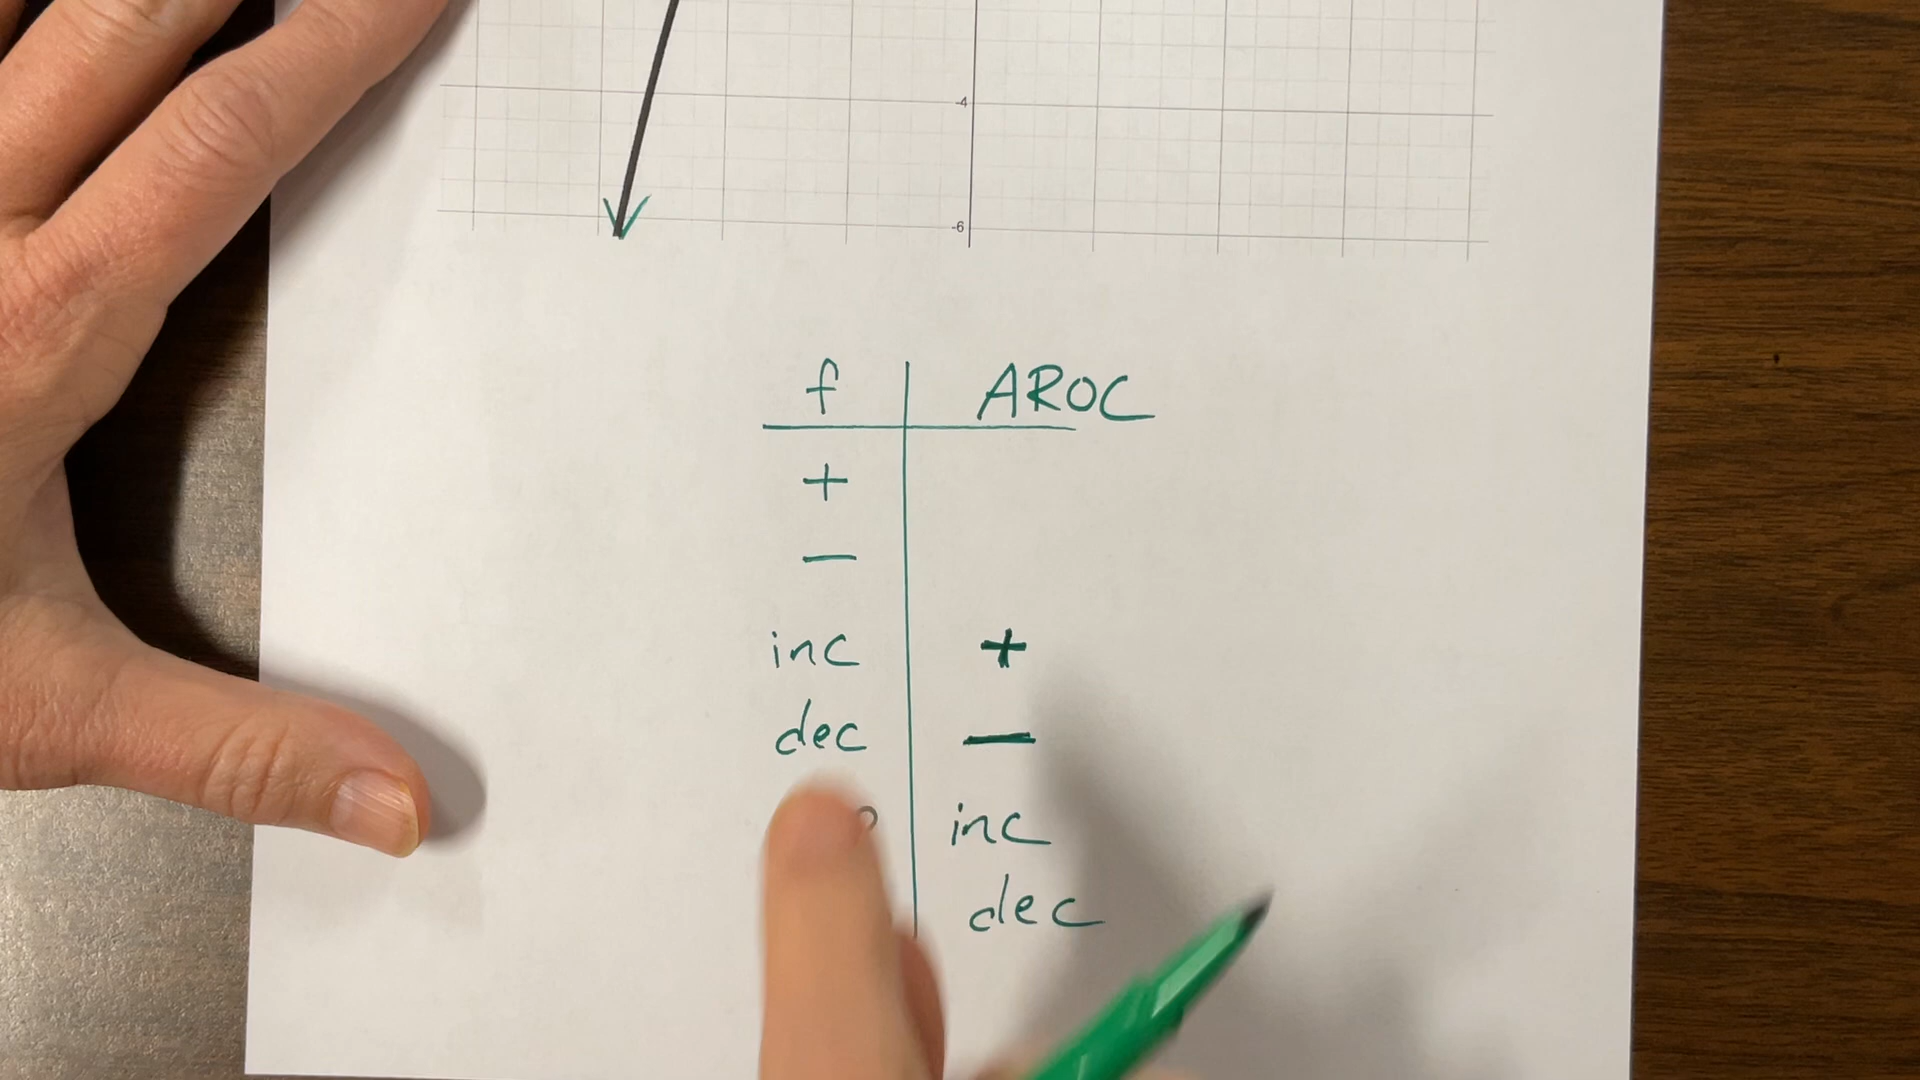 -4
-6
f AROC
+
—
inc +
dec —
inc
dec